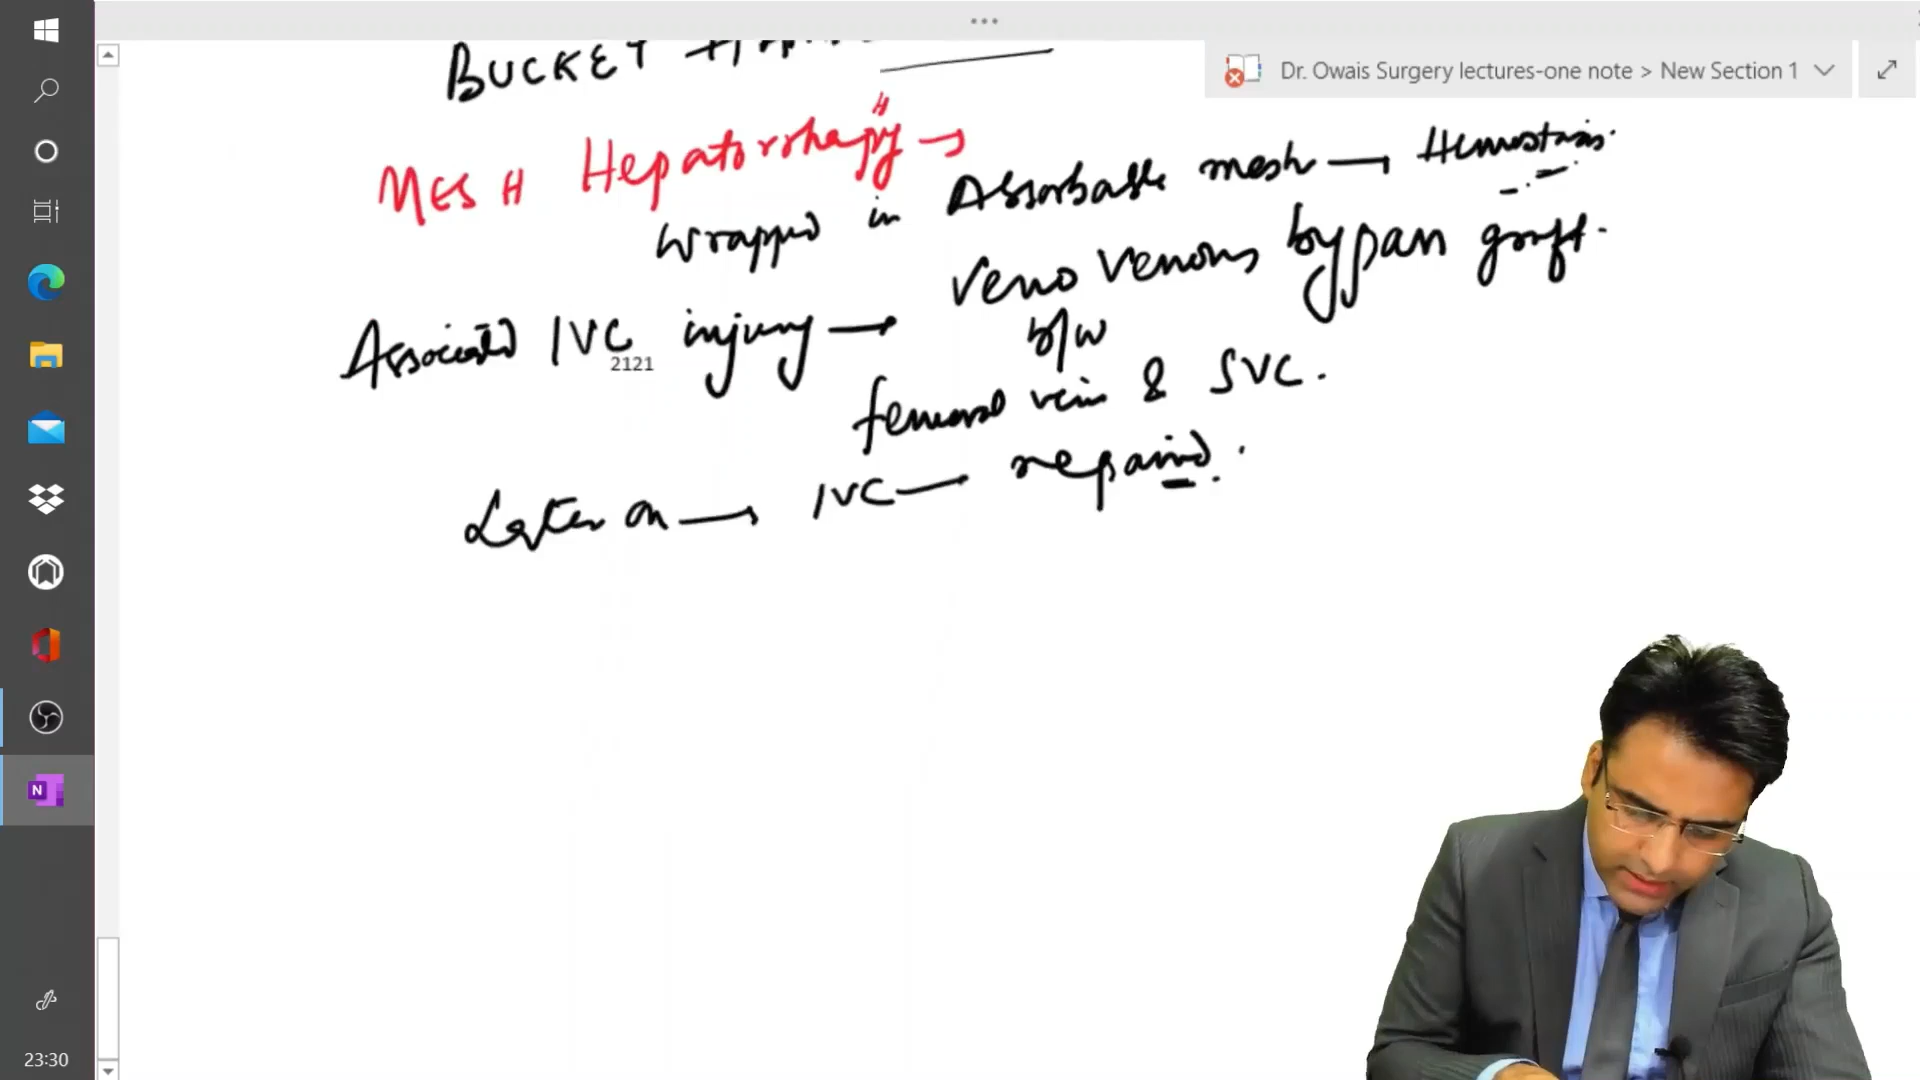 BUCKET
Dr. Owais Surgery lectures-one note > New Section 1
MESH Hepatorrhapy →
H
wrapped in Absorbable mesh → Hemostasis.
Associated IVC injury → Veno venous bypass graft.
2121
b/w
femoral vein & SVC.
Later on → IVC → repaired.
N
23:30